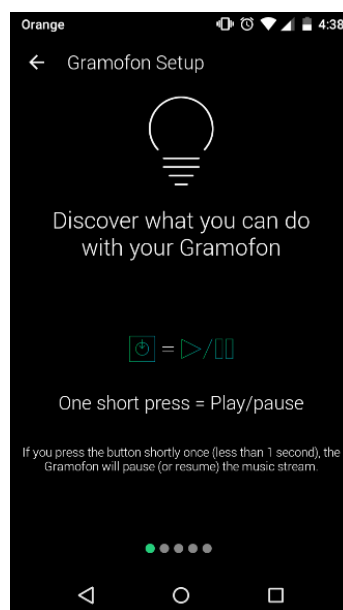 Orange 4:38
Gramofon Setup
Discover what you can do
with your Gramofon
= /
One short press = Play/pause
If you press the button shortly once (less than 1 second), the
Gramofon will pause (or resume) the music stream.